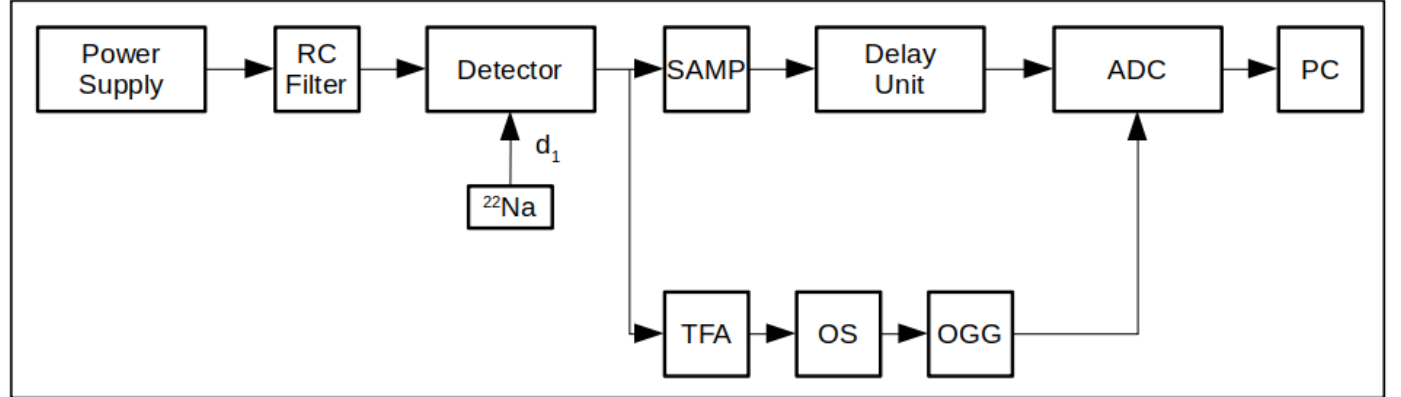 Power
Supply
RC
Filter
Detector
SAMP
Delay
Unit
ADC
PC
d₁
²²Na
TFA
OS
OGG